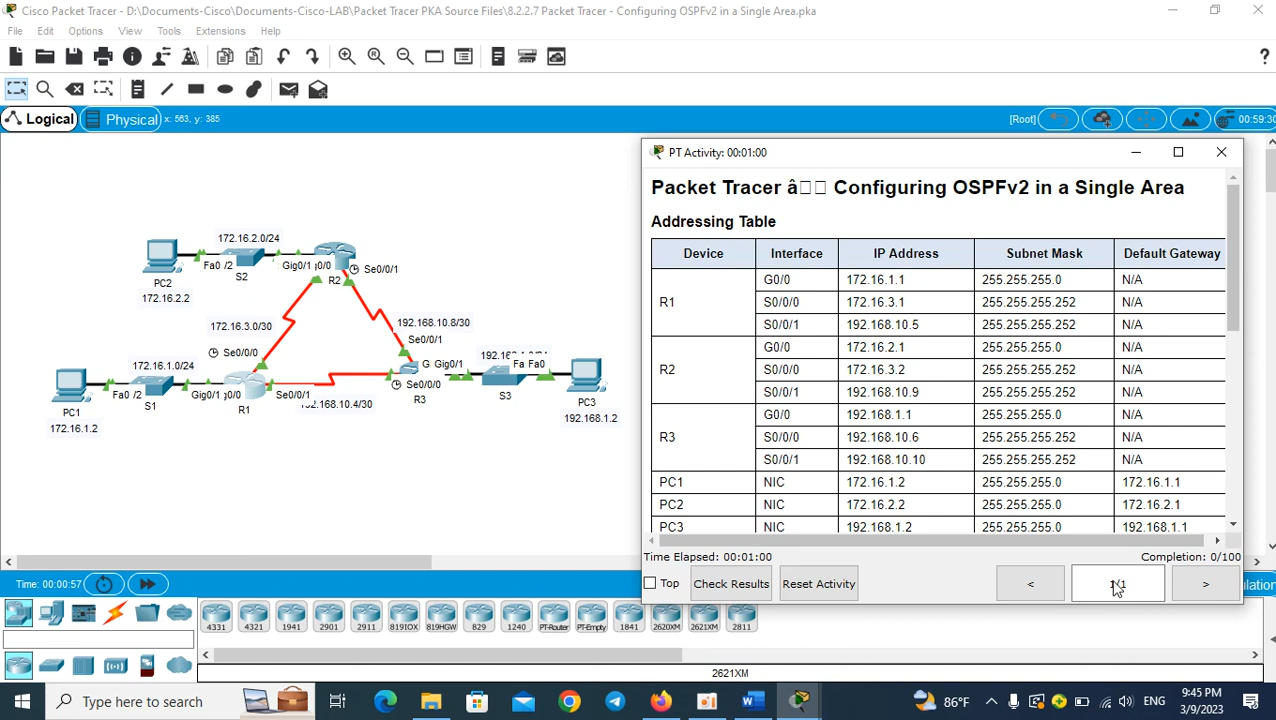 Cisco Packet Tracer - D:\Documents-Cisco\Documents-Cisco-LAB\Packet Tracer PKA Source Files\8.2.2.7 Packet Tracer - Configuring OSPFv2 in a Single Area.pka
File Edit Options View Tools Extensions Help
Logical Physical x: 563, y: 385 [Root] 00:59:30
PT Activity: 00:01:00
Packet Tracer â Configuring OSPFv2 in a Single Area
Addressing Table
Device Interface IP Address Subnet Mask Default Gateway
R1 G0/0 172.16.1.1 255.255.255.0 N/A
S0/0/0 172.16.3.1 255.255.255.252 N/A
S0/0/1 192.168.10.5 255.255.255.252 N/A
R2 G0/0 172.16.2.1 255.255.255.0 N/A
S0/0/0 172.16.3.2 255.255.255.252 N/A
S0/0/1 192.168.10.9 255.255.255.252 N/A
R3 G0/0 192.168.1.1 255.255.255.0 N/A
S0/0/0 192.168.10.6 255.255.255.252 N/A
S0/0/1 192.168.10.10 255.255.255.252 N/A
PC1 NIC 172.16.1.2 255.255.255.0 172.16.1.1
PC2 NIC 172.16.2.2 255.255.255.0 172.16.2.1
PC3 NIC 192.168.1.2 255.255.255.0 192.168.1.1
Time Elapsed: 00:01:00 Completion: 0/100
Top Check Results Reset Activity < 1/1 >
172.16.2.0/24
Fa0 /2 Gig0/1 g0/0 Se0/0/1
PC2 S2 R2
172.16.2.2
172.16.3.0/30 192.168.10.8/30
Se0/0/1
Se0/0/0
172.16.1.0/24 G Gig0/1 Fa Fa0
Fa0 /2 Gig0/1 g0/0 Se0/0/1 Se0/0/0
PC1 S1 R1 R3 S3 PC3
172.16.1.2 192.168.1.2
Time: 00:00:57
4331 4321 1941 2901 2911 819IOX 819HGW 829 1240 PT-Router PT-Empty 1841 2620XM 2621XM 2811
2621XM
Type here to search 86°F ENG 9:45 PM
3/9/2023